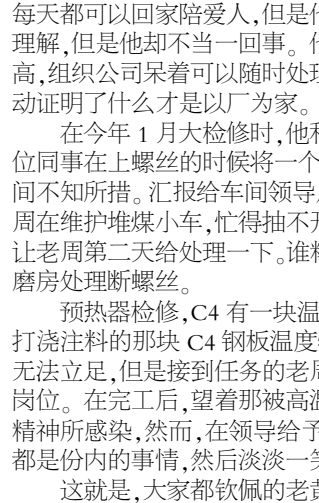 每天都可以回家陪爱人,但是
理解,但是他却不当一回事。
高,组织公司呆着可以随时处
动证明了什么才是以厂为家。
在今年 1 月大检修时,他
位同事在上螺丝的时候将一个
间不知所措。汇报给车间领导
周在维护堆煤小车,忙得抽不
让老周第二天给处理一下。谁
磨房处理断螺丝。
预热器检修,C4 有一块温
打浇注料的那块 C4 钢板温度
无法立足,但是接到任务的老
岗位。在完工后,望着那被高
精神所感染,然而,在领导给
都是份内的事情,然后淡淡一
这就是,大家都钦佩的老